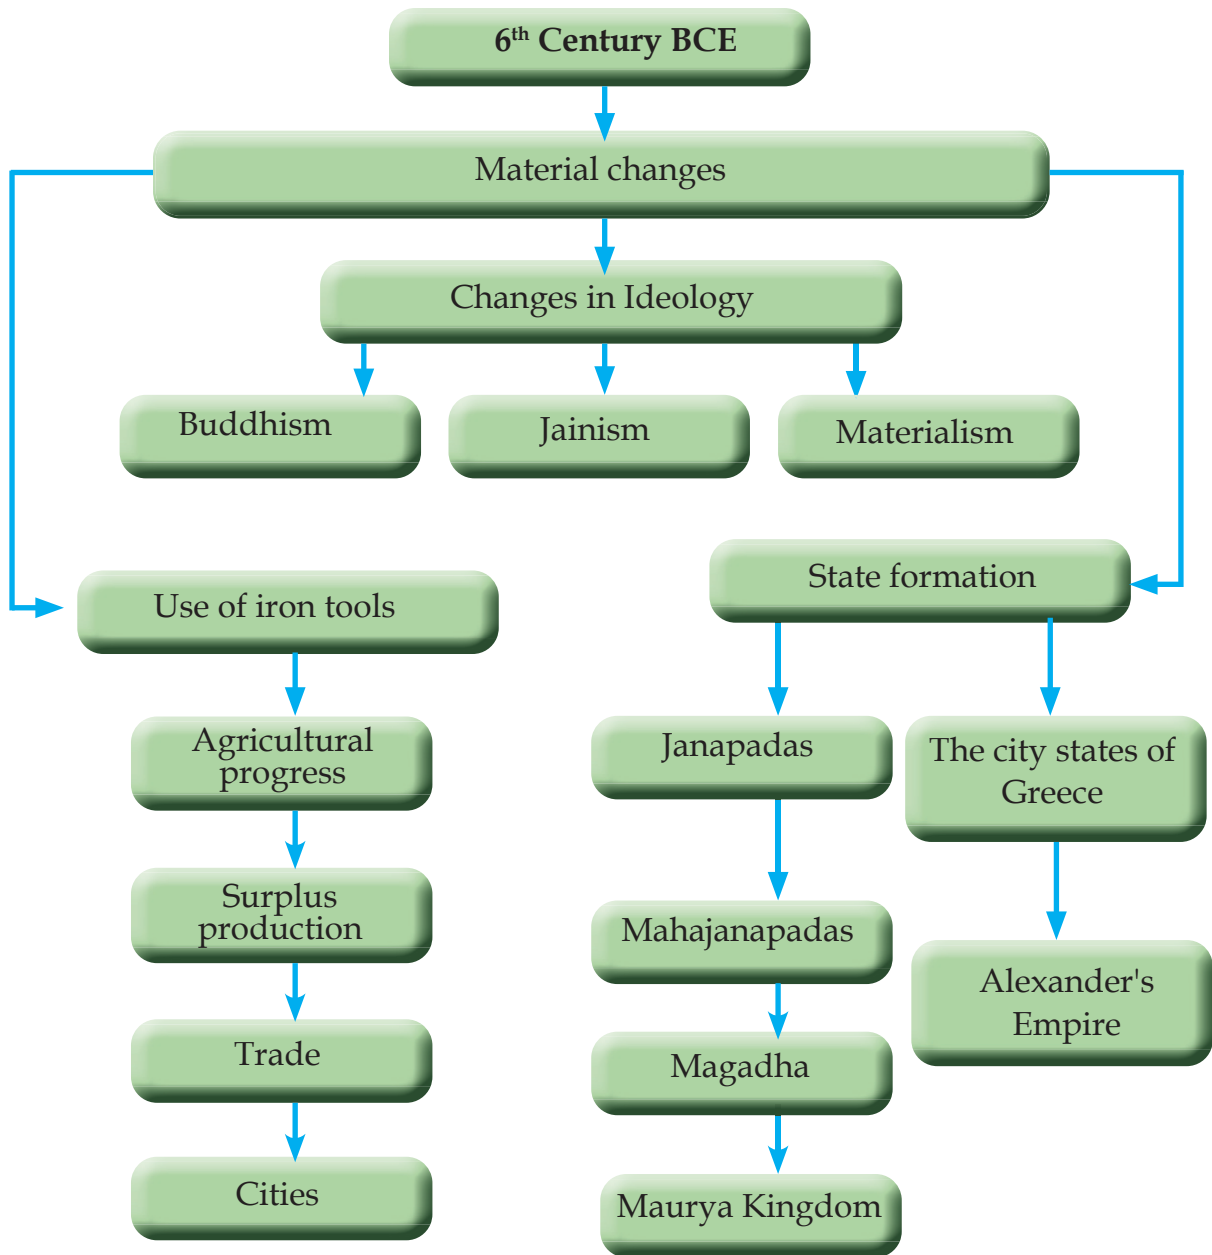 6th Century BCE
Material changes
Changes in Ideology
Buddhism
Jainism
Materialism
Use of iron tools
State formation
Agricultural
progress
Surplus
production
Trade
Cities
Janapadas
Mahajanapadas
Magadha
Maurya Kingdom
The city states of
Greece
Alexander's
Empire